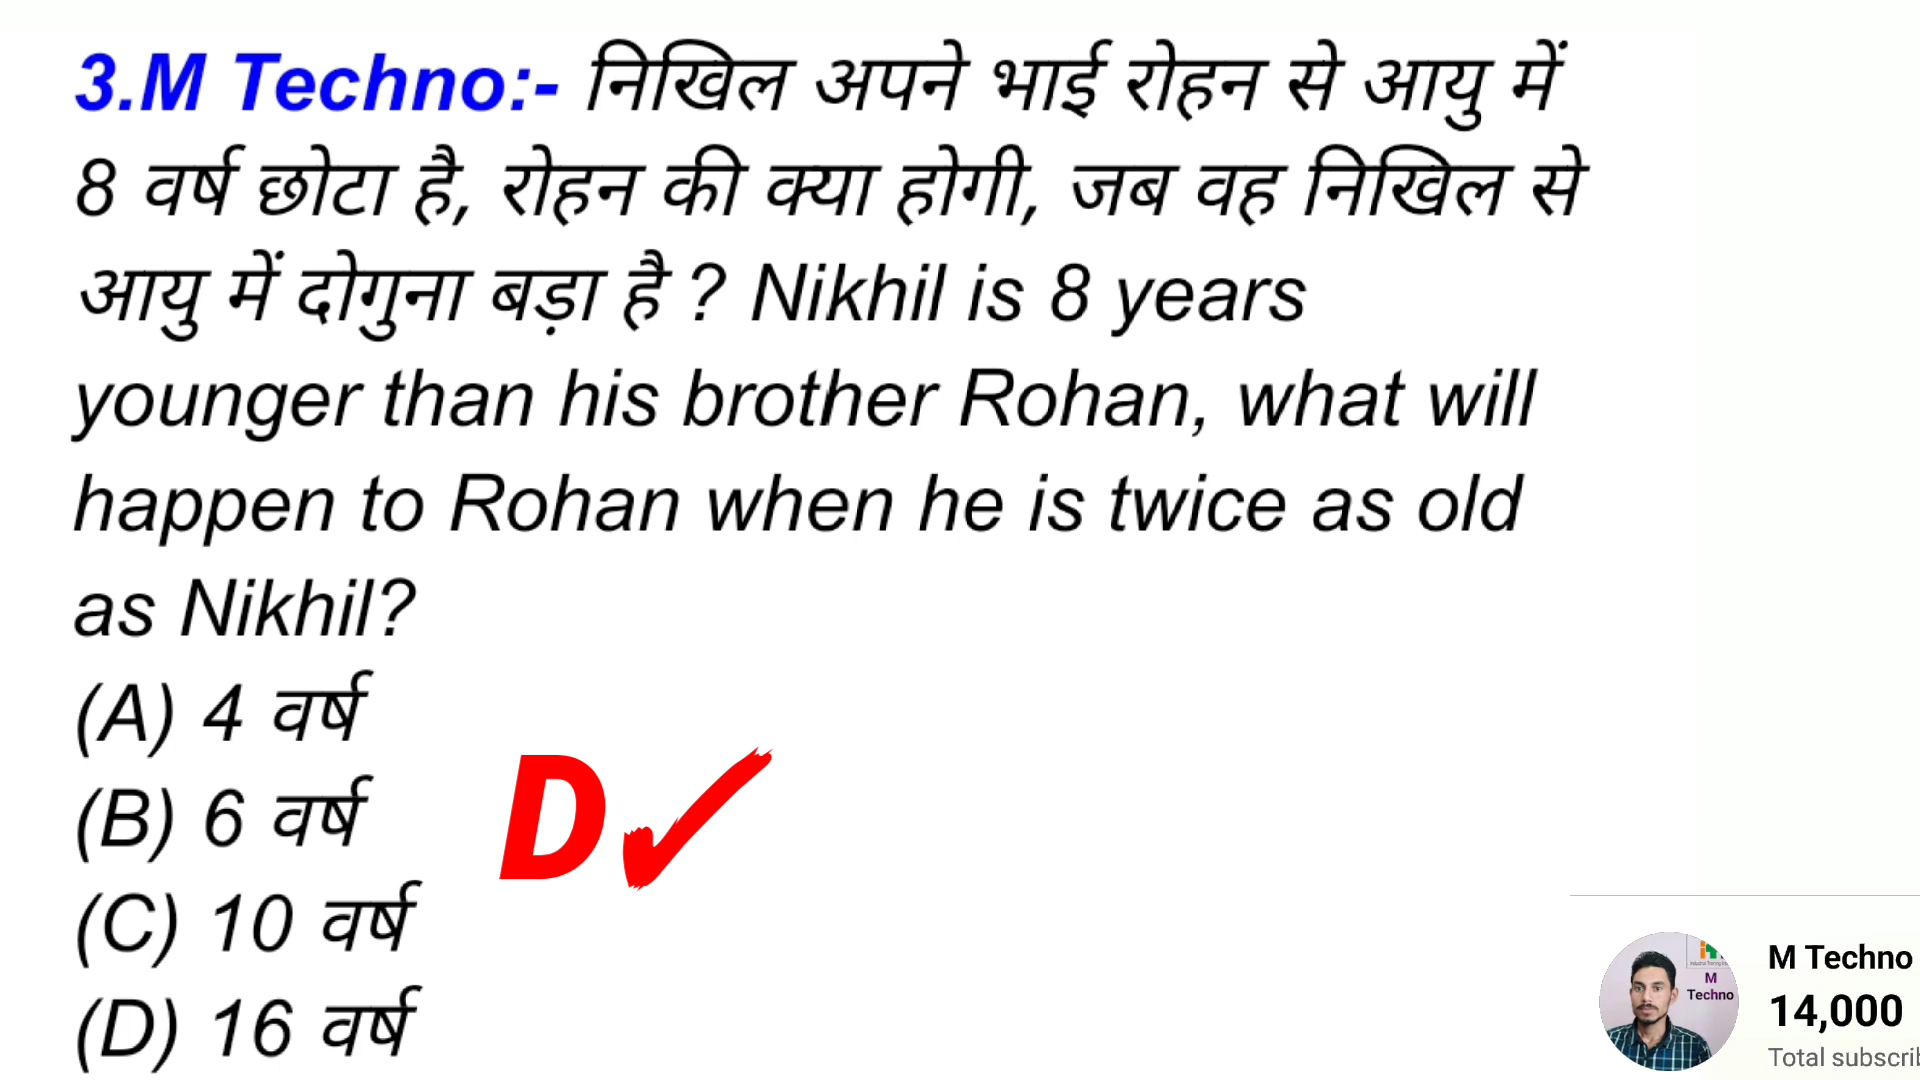 3.M Techno:- निखिल अपने भाई रोहन से आयु में
8 वर्ष छोटा है, रोहन की क्या होगी, जब वह निखिल से
आयु में दोगुना बड़ा है ? Nikhil is 8 years
younger than his brother Rohan, what will
happen to Rohan when he is twice as old
as Nikhil?
(A) 4 वर्ष
(B) 6 वर्ष
D✓
(C) 10 वर्ष
(D) 16 वर्ष
M
Techno
M Techno
14,000
Total